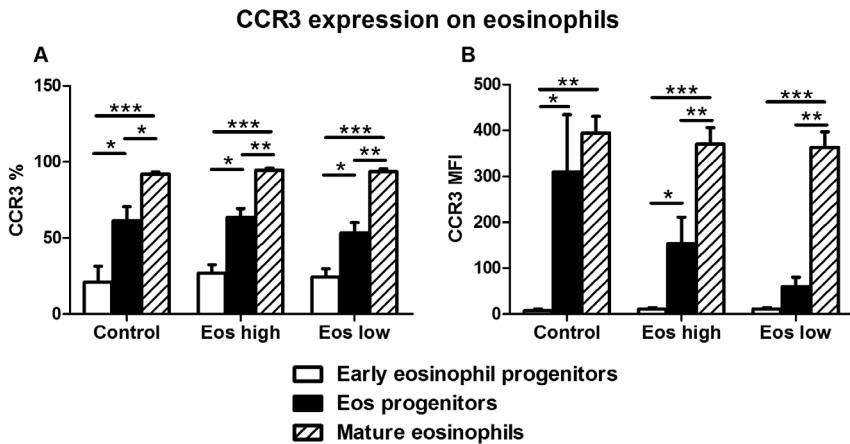 CCR3 expression on eosinophils
A
CCR3 %
150
100
50
0
***
*
*
***
*
**
***
*
**
Control
Eos high
Eos low
B
CCR3 MFI
500
400
300
200
100
0
**
*
***
**
*
***
**
Control
Eos high
Eos low
Early eosinophil progenitors
Eos progenitors
Mature eosinophils